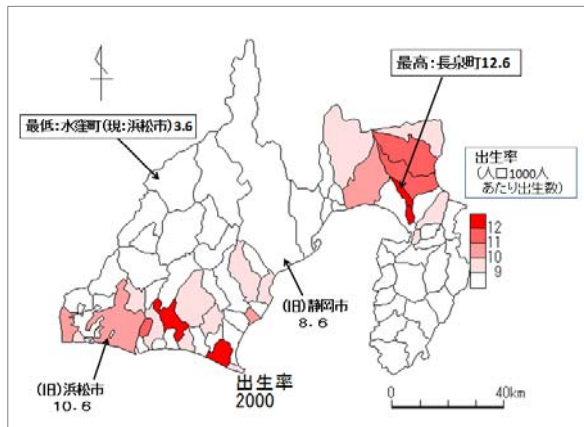 最高：長泉町12.6
最低：水窪町（現：浜松市）3.6
出生率
（人口1000人
あたり出生数）
12
11
10
9
（旧）静岡市
8．6
（旧）浜松市
10．6
出生率
2000
0
40km